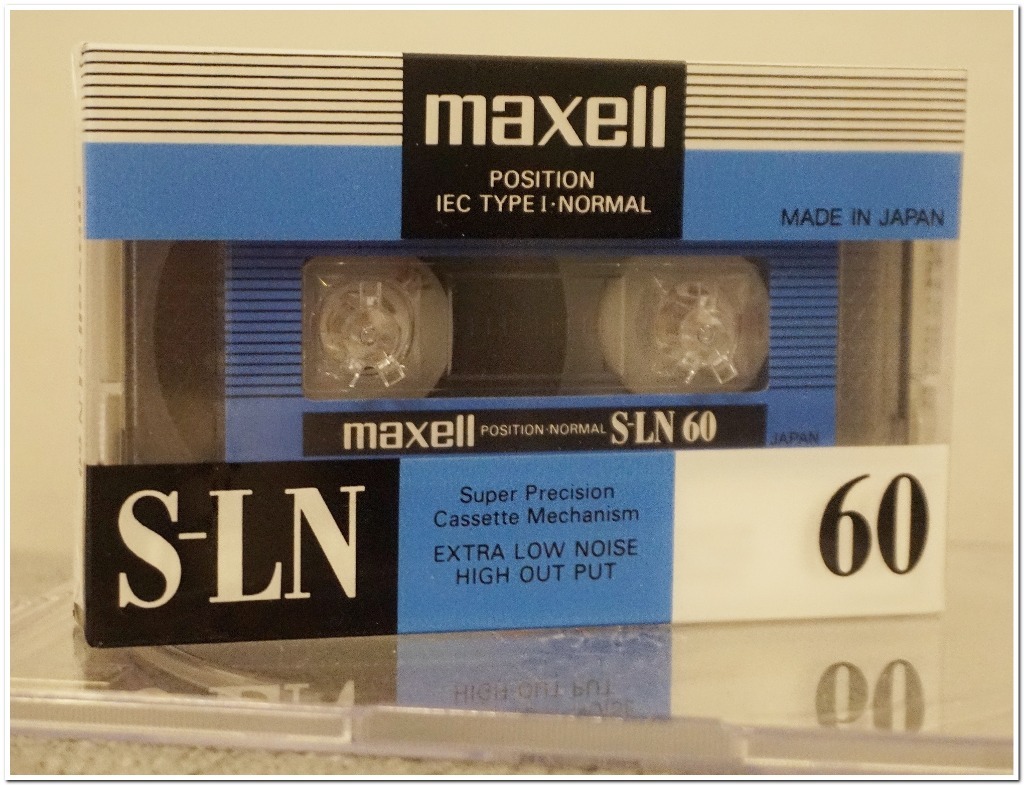 maxell
POSITION
IEC TYPE I·NORMAL
MADE IN JAPAN
maxell POSITION·NORMAL S-LN 60
JAPAN
S-LN
Super Precision
Cassette Mechanism
EXTRA LOW NOISE
HIGH OUT PUT
60